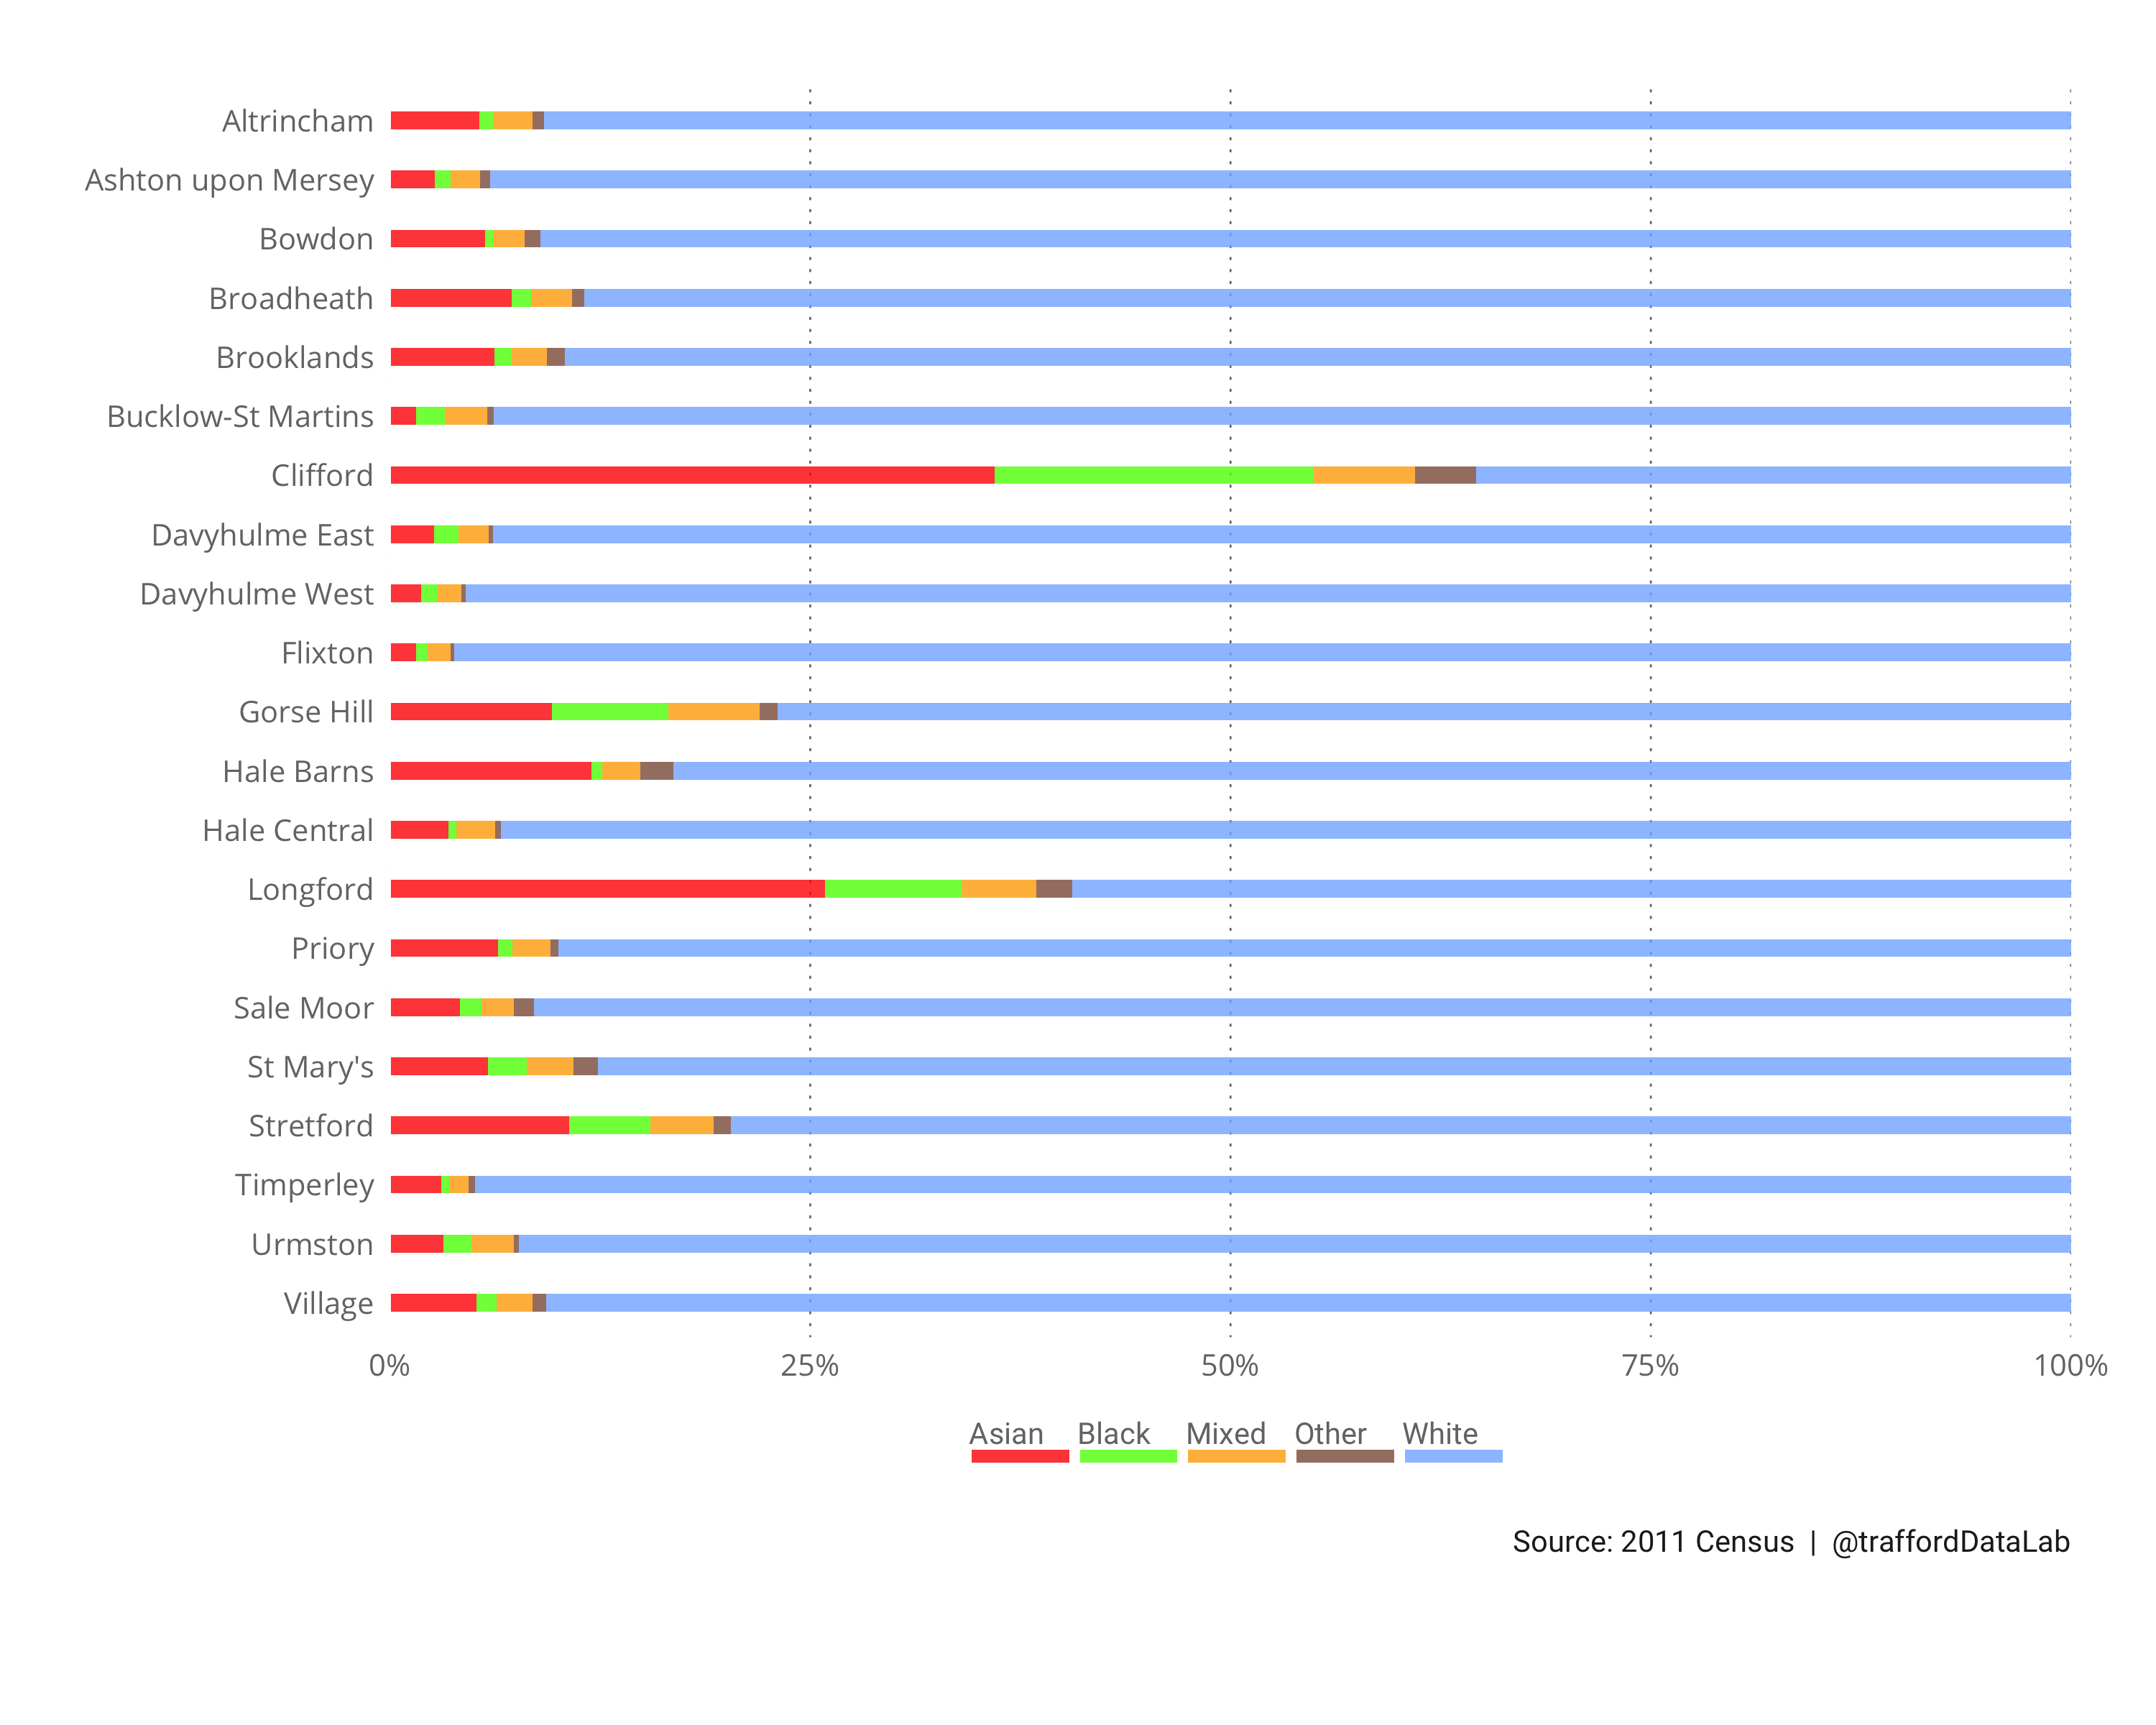 Altrincham
Ashton upon Mersey
Bowdon
Broadheath
Brooklands
Bucklow-St Martins
Clifford
Davyhulme East
Davyhulme West
Flixton
Gorse Hill
Hale Barns
Hale Central
Longford
Priory
Sale Moor
St Mary's
Stretford
Timperley
Urmston
Village
0% 25% 50% 75% 100%
Asian Black Mixed Other White
Source: 2011 Census | @traffordDataLab